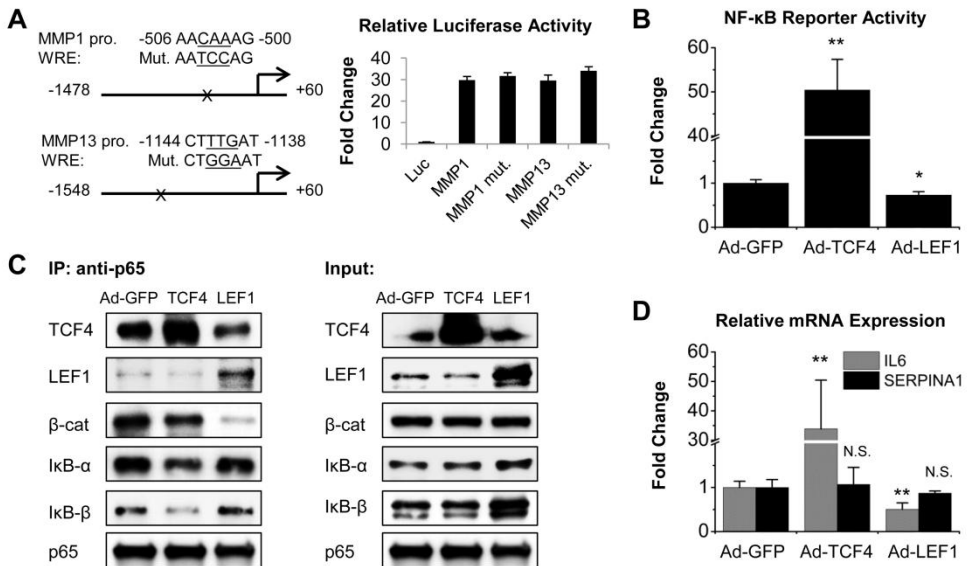 A
MMP1 pro. -506 AACAAAG -500
WRE: Mut. AATCCAG
-1478 +60
MMP13 pro. -1144 CTTTGAT -1138
WRE: Mut. CTGGAAT
-1548 +60
Relative Luciferase Activity
Fold Change
40
30
20
10
0
Luc
MMP1
MMP1 mut.
MMP13
MMP13 mut.
B
NF-κB Reporter Activity
Fold Change
60
50
40
1
0
**
*
Ad-GFP Ad-TCF4 Ad-LEF1
C
IP: anti-p65
Ad-GFP TCF4 LEF1
TCF4
LEF1
β-cat
IκB-α
IκB-β
p65
Input:
Ad-GFP TCF4 LEF1
TCF4
LEF1
β-cat
IκB-α
IκB-β
p65
D
Relative mRNA Expression
Fold Change
60
50
40
30
1
0
IL6
SERPINA1
**
N.S.
**
N.S.
Ad-GFP Ad-TCF4 Ad-LEF1